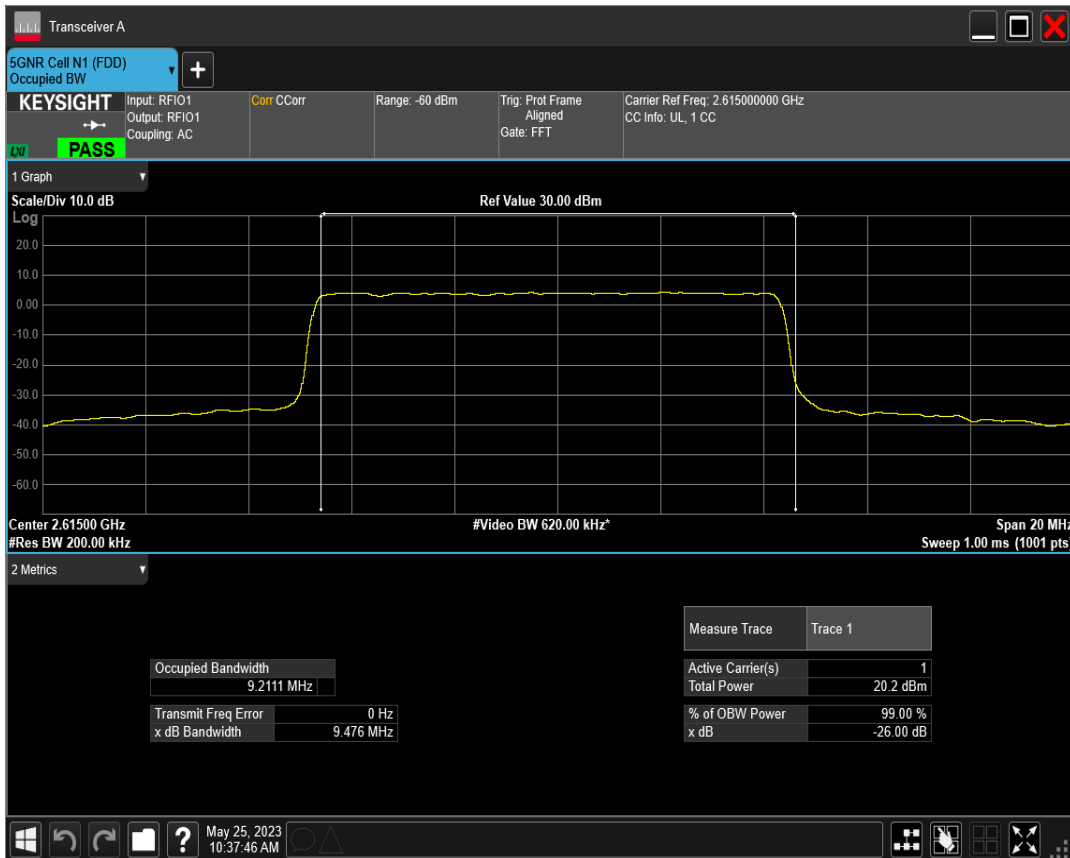 Transceiver A
5GNR Cell N1 (FDD)
Occupied BW
+
KEYSIGHT
LXI
PASS
Input: RFIO1
Output: RFIO1
Coupling: AC
Corr CCorr
Range: -60 dBm
Trig: Prot Frame
Aligned
Gate: FFT
Carrier Ref Freq: 2.615000000 GHz
CC Info: UL, 1 CC
1 Graph
Scale/Div 10.0 dB
Ref Value 30.00 dBm
Log
20.0
10.0
0.00
-10.0
-20.0
-30.0
-40.0
-50.0
-60.0
Center 2.61500 GHz
#Video BW 620.00 kHz*
Span 20 MHz
#Res BW 200.00 kHz
Sweep 1.00 ms (1001 pts)
2 Metrics
Measure Trace Trace 1
Occupied Bandwidth
9.2111 MHz
Active Carrier(s) 1
Total Power 20.2 dBm
Transmit Freq Error 0 Hz
x dB Bandwidth 9.476 MHz
% of OBW Power 99.00 %
x dB -26.00 dB
?
May 25, 2023
10:37:46 AM